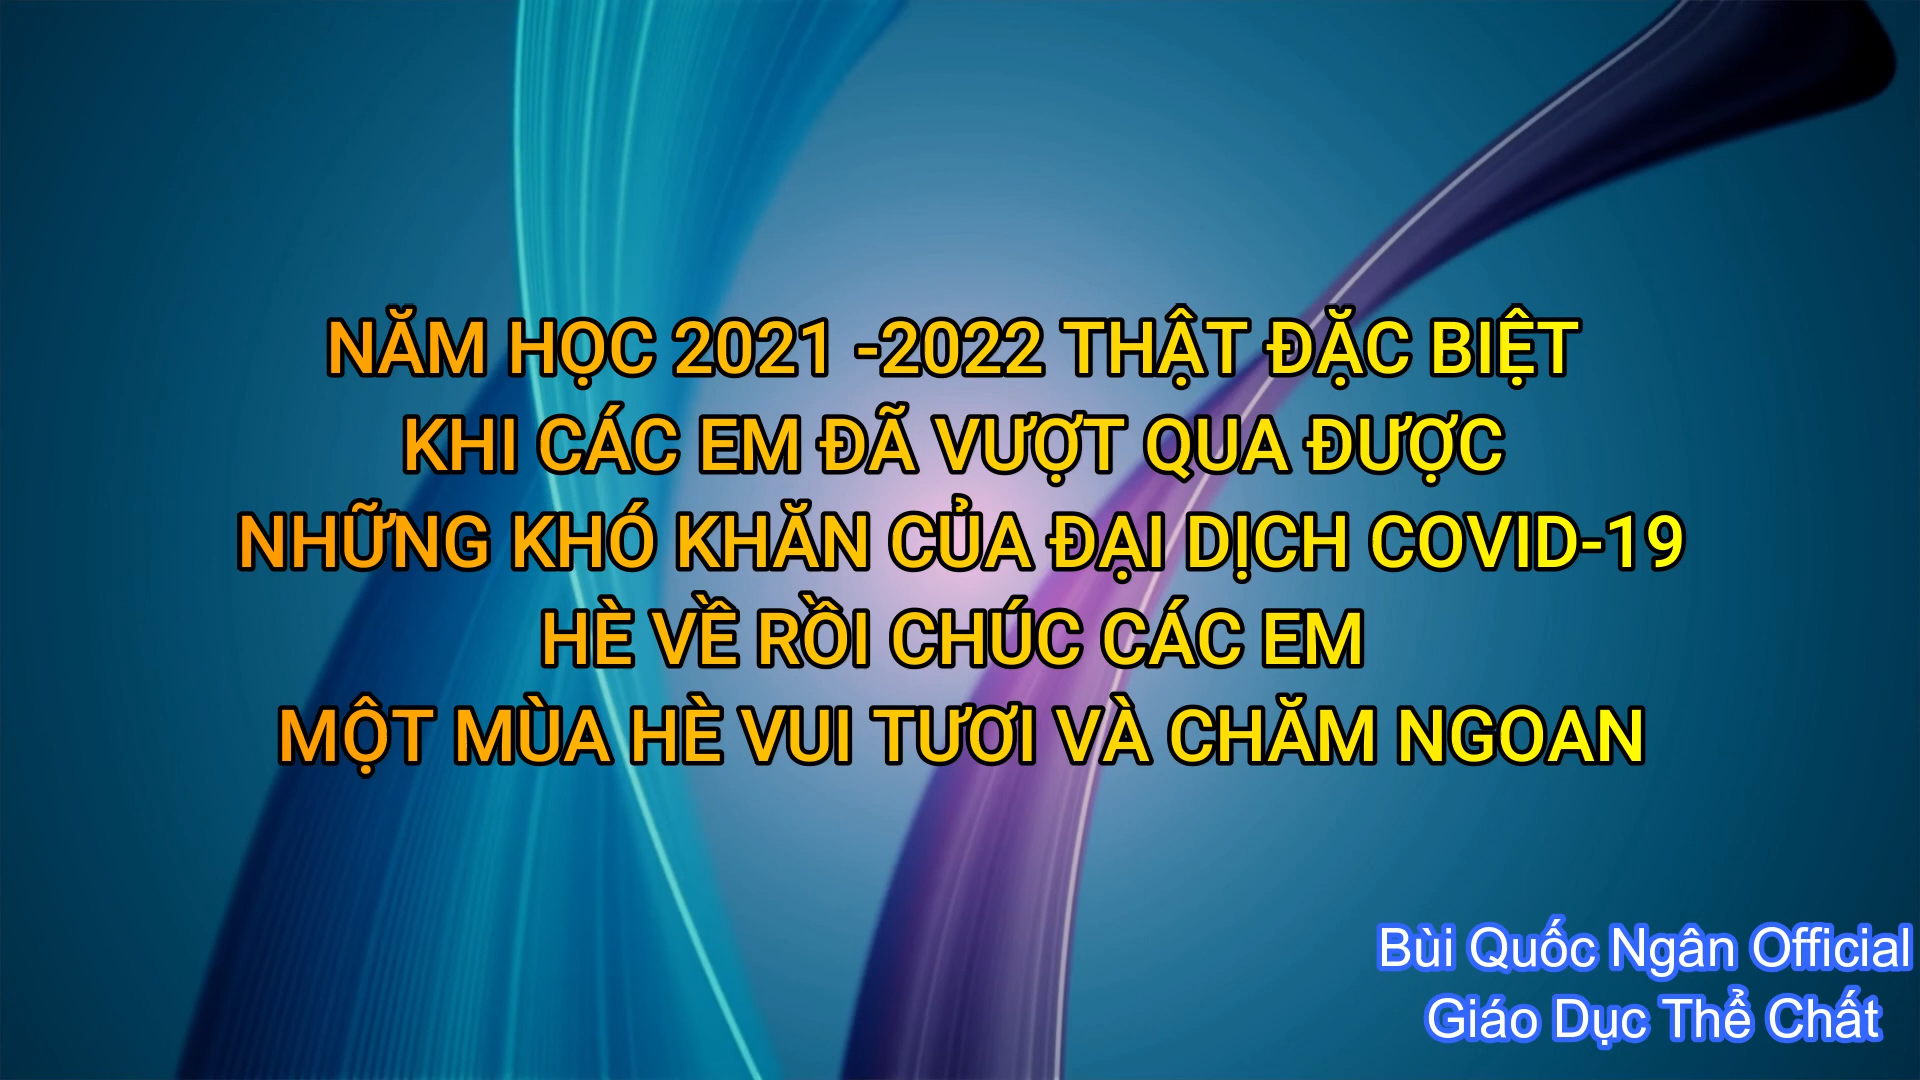 NĂM HỌC 2021 -2022 THẬT ĐẶC BIỆT
KHI CÁC EM ĐÃ VƯỢT QUA ĐƯỢC
NHỮNG KHÓ KHĂN CỦA ĐẠI DỊCH COVID-19
HÈ VỀ RỒI CHÚC CÁC EM
MỘT MÙA HÈ VUI TƯƠI VÀ CHĂM NGOAN
Bùi Quốc Ngân Official
Giáo Dục Thể Chất